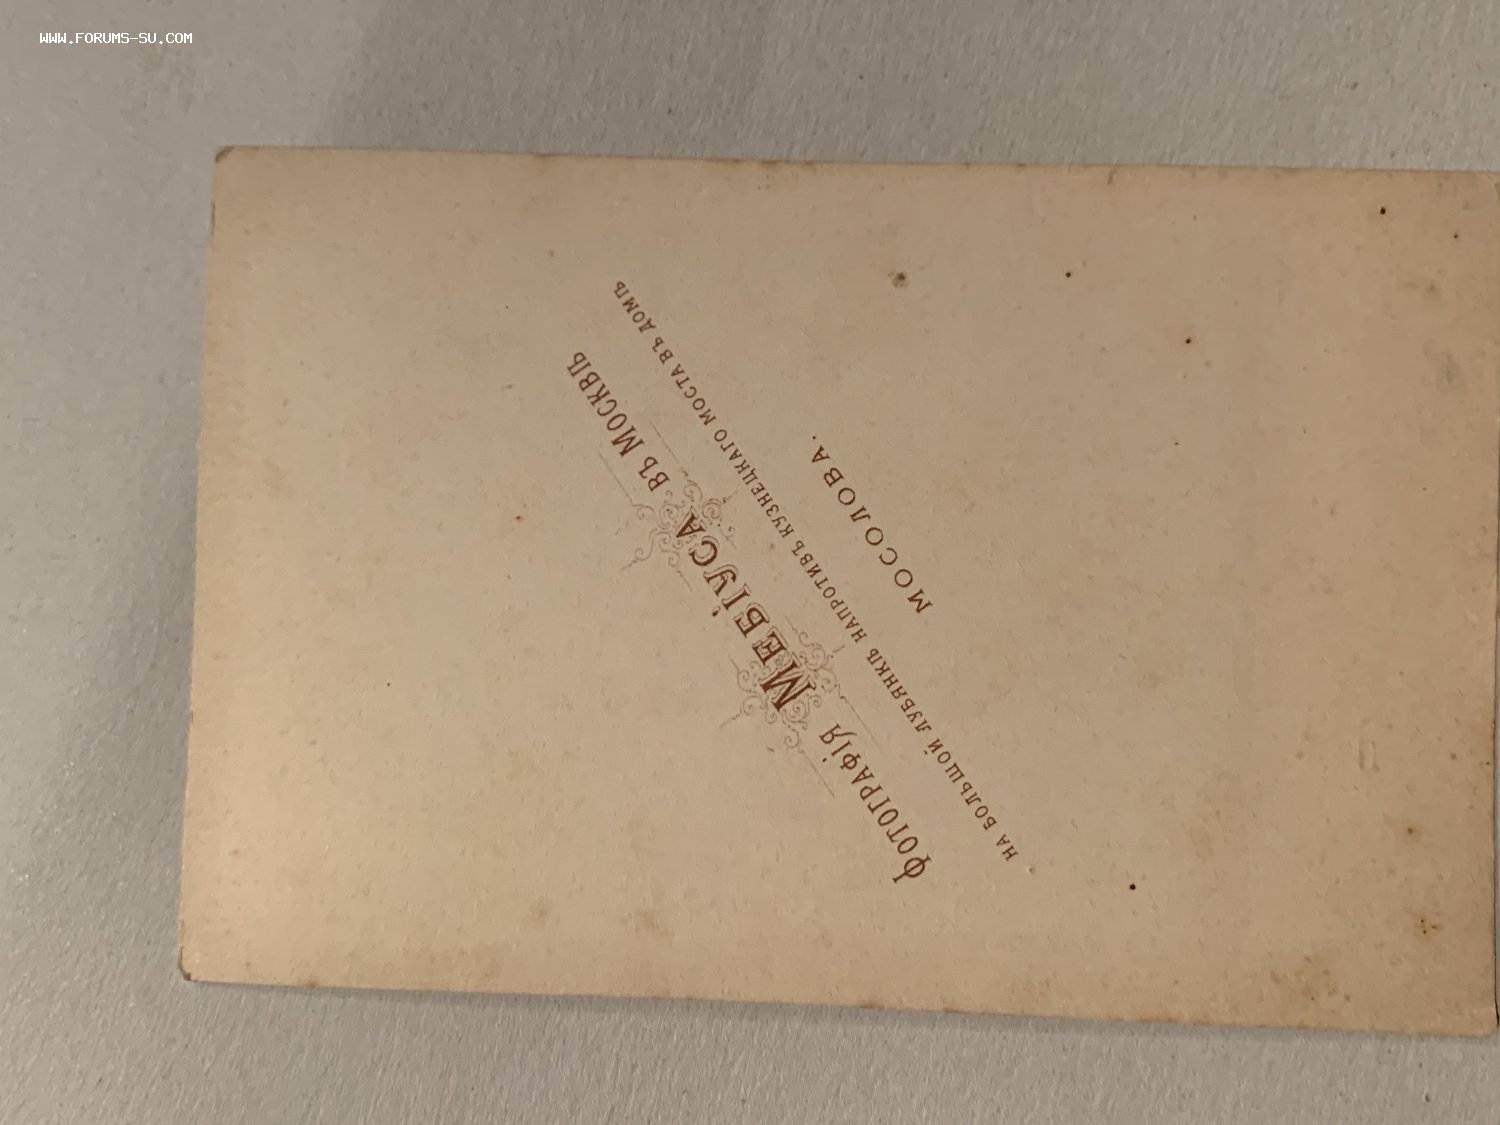 WWW.FORUMS-SU.COM
Фотографія Мебіуса въ Москвѣ
на Большой Лубянкѣ напротивъ Кузнецкаго моста въ домѣ
Мосолова.